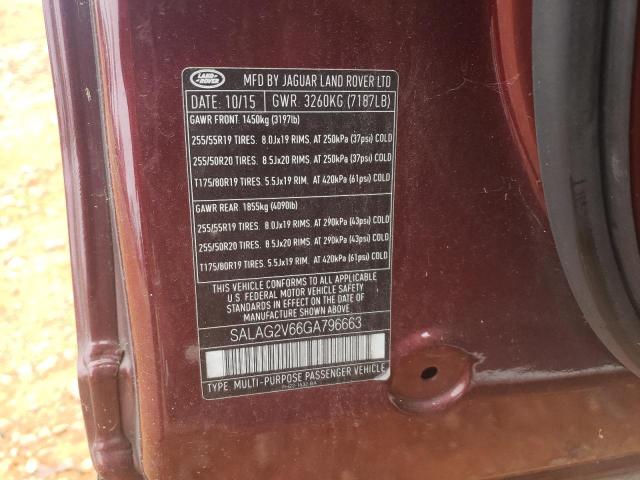 LAND
ROVER
MFD BY JAGUAR LAND ROVER LTD
DATE: 10/15 GWR. 3260KG (7187LB)
GAWR FRONT 1450kg (3197lb)
255/55R19 TIRES. 8.0Jx19 RIMS, AT 250kPa (37psi) COLD
255/50R20 TIRES. 8.5Jx20 RIMS, AT 250kPa (37psi) COLD
T175/80R19 TIRES. 5.5Jx19 RIM, AT 420kPa (61psi) COLD
GAWR REAR 1855kg (4090lb)
255/55R19 TIRES. 8.0Jx19 RIMS, AT 290kPa (43psi) COLD
255/50R20 TIRES. 8.5Jx20 RIMS, AT 290kPa (43psi) COLD
T175/80R19 TIRES. 5.5Jx19 RIM, AT 420kPa (61psi) COLD
THIS VEHICLE CONFORMS TO ALL APPLICABLE
U.S. FEDERAL MOTOR VEHICLE SAFETY
STANDARDS IN EFFECT ON THE DATE OF
MANUFACTURE SHOWN ABOVE.
SALAG2V66GA796663
TYPE: MULTI-PURPOSE PASSENGER VEHICLE